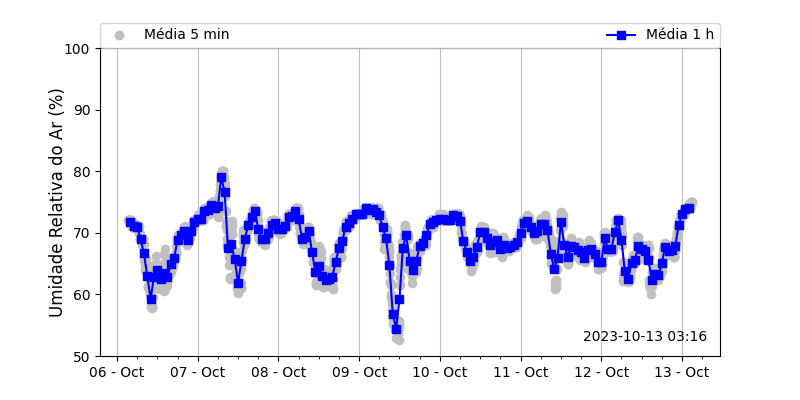 Média 5 min
Média 1 h
Umidade Relativa do Ar (%)
100
90
80
70
60
50
2023-10-13 03:16
06 - Oct
07 - Oct
08 - Oct
09 - Oct
10 - Oct
11 - Oct
12 - Oct
13 - Oct